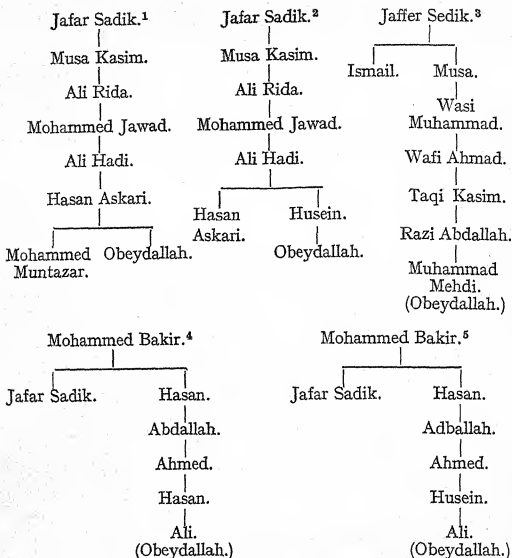 Jafar Sadik.¹
Musa Kasim.
Ali Rida.
Mohammed Jawad.
Ali Hadi.
Hasan Askari.
Mohammed Muntazar.
Obeydallah.
Jafar Sadik.²
Musa Kasim.
Ali Rida.
Mohammed Jawad.
Ali Hadi.
Hasan
Askari.
Husein.
Obeydallah.
Jaffer Sedik.³
Ismail.
Musa.
Wasi
Muhammad.
Wafi Ahmad.
Taqi Kasim.
Razi Abdallah.
Muhammad
Mehdi.
(Obeydallah.)
Mohammed Bakir.⁴
Jafar Sadik.
Hasan.
Abdallah.
Ahmed.
Hasan.
Ali.
(Obeydallah.)
Mohammed Bakir.⁵
Jafar Sadik.
Hasan.
Adballah.
Ahmed.
Husein.
Ali.
(Obeydallah.)